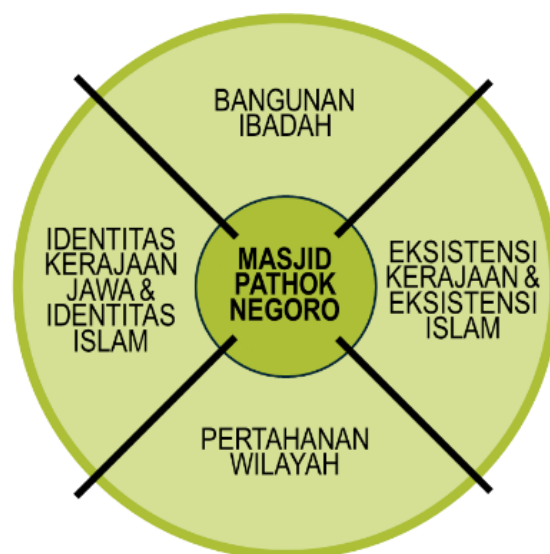 BANGUNAN
IBADAH
IDENTITAS
KERAJAAN
JAWA &
IDENTITAS
ISLAM
MASJID
PATHOK
NEGORO
EKSISTENSI
KERAJAAN &
EKSISTENSI
ISLAM
PERTAHANAN
WILAYAH